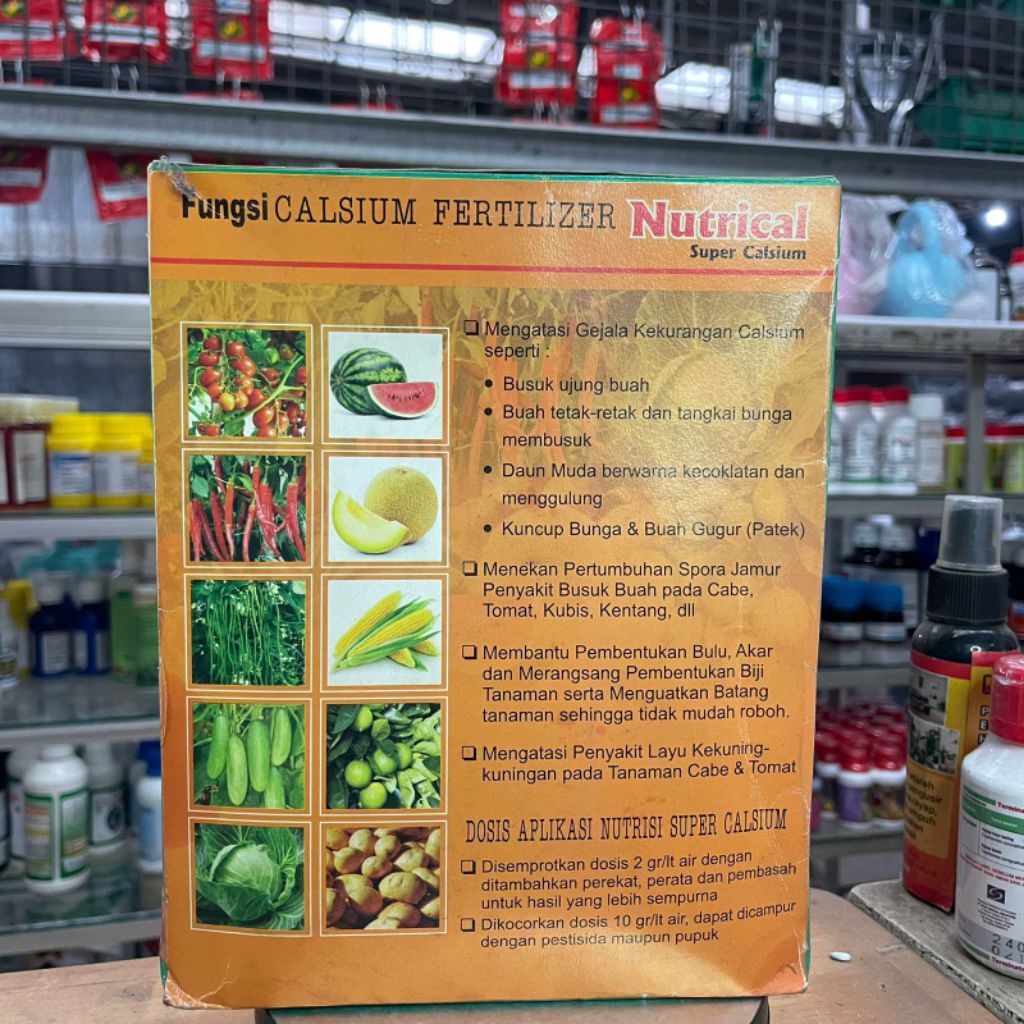 Fungsi CALSIUM FERTILIZER Nutrical
Super Calsium
Mengatasi Gejala Kekurangan Calsium
seperti :
Busuk ujung buah
Buah tetak-retak dan tangkai bunga
membusuk
Daun Muda berwarna kecoklatan dan
menggulung
Kuncup Bunga & Buah Gugur (Patek)
Menekan Pertumbuhan Spora Jamur
Penyakit Busuk Buah pada Cabe,
Tomat, Kubis, Kentang, dll
Membantu Pembentukan Bulu, Akar
dan Merangsang Pembentukan Biji
Tanaman serta Menguatkan Batang
tanaman sehingga tidak mudah roboh.
Mengatasi Penyakit Layu Kekuning-
kuningan pada Tanaman Cabe & Tomat
DOSIS APLIKASI NUTRISI SUPER CALSIUM
Disemprotkan dosis 2 gr/lt air dengan
ditambahkan perekat, perata dan pembasah
untuk hasil yang lebih sempurna
Dikocorkan dosis 10 gr/lt air, dapat dicampur
dengan pestisida maupun pupuk